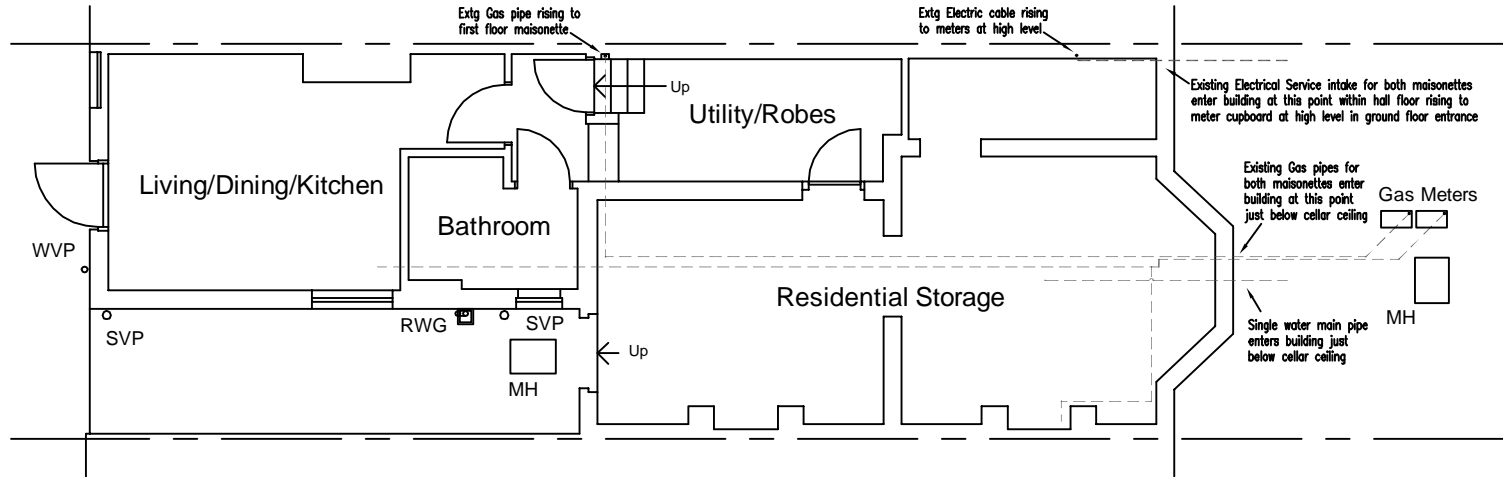 Extg Gas pipe rising to
first floor maisonette
Extg Electric cable rising
to meters at high level
Up
Utility/Robes
Existing Electrical Service intake for both maisonettes
enter building at this point within hall floor rising to
meter cupboard at high level in ground floor entrance
Living/Dining/Kitchen
Bathroom
Existing Gas pipes for
both maisonettes enter
building at this point
just below cellar ceiling
Gas Meters
WVP
Residential Storage
SVP
RWG
SVP
MH
Up
MH
Single water main pipe
enters building just
below cellar ceiling